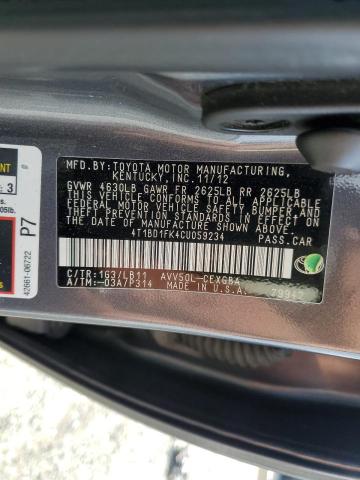 MFD. BY: TOYOTA MOTOR MANUFACTURING,
KENTUCKY, INC. 11/12
GVWR 4630LB GAWR FR 2625LB RR 2625LB
THIS VEHICLE CONFORMS TO ALL APPLICABLE
FEDERAL MOTOR VEHICLE SAFETY, BUMPER, AND
THEFT PREVENTION STANDARDS IN EFFECT ON
THE DATE OF MANUFACTURE SHOWN ABOVE.
4T1BD1FK4CU059234 PASS.CAR
C/TR: 1G3/LB11 AVV50L-CEXGBA
A/TM: -03A/P314 MADE IN U.S.A.
P7
42661-06722
3